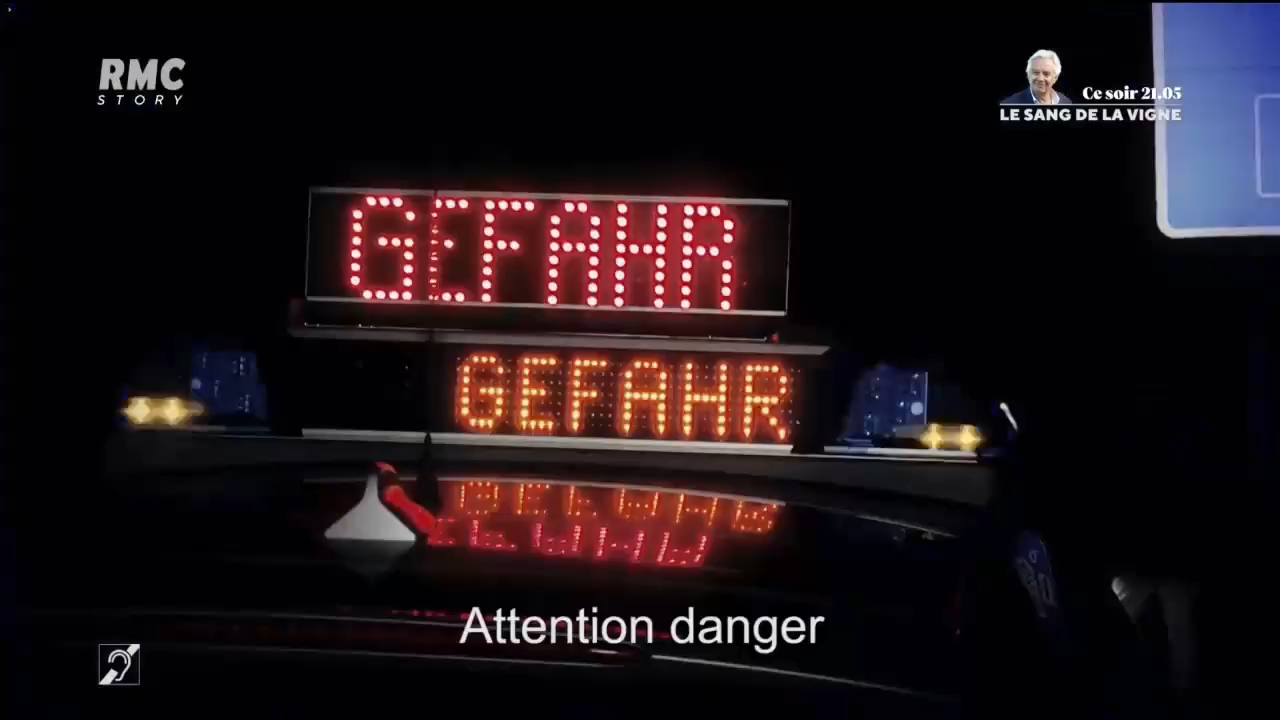 RMC
STORY
Ce soir 21.05
LE SANG DE LA VIGNE
GEFAHR
GEFAHR
Attention danger